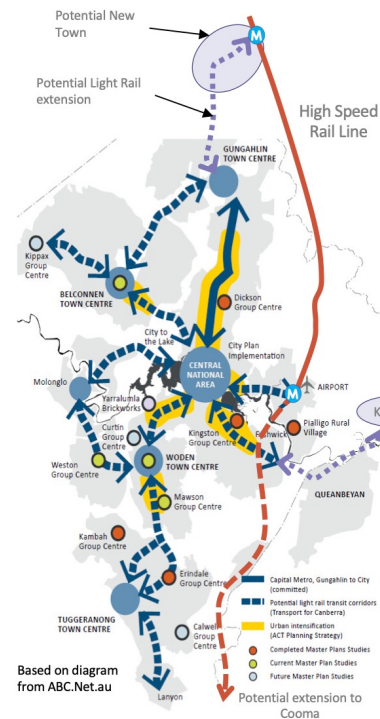 Potential New
Town
M
Potential Light Rail
extension
High Speed
Rail Line
GUNGAHLIN
TOWN CENTRE
Kippax
Group
Centre
BELCONNEN
TOWN CENTRE
Dickson
Group Centre
City to
the Lake
City Plan
Implementation
CENTRAL
NATIONAL
AREA
Molonglo
M
AIRPORT
Yarralumla
Brickworks
Curtin
Group
Centre
Kingston
Group Centre
Fyshwick
Pialligo Rural
Village
K
Weston Group
Centre
WODEN
TOWN CENTRE
QUEANBEYAN
Mawson
Group Centre
Kambah
Group Centre
Erindale
Group Centre
TUGGERANONG
TOWN CENTRE
Calwell
Group
Centre
Lanyon
Capital Metro, Gungahlin to City
(committed)
Potential light rail transit corridors
(Transport for Canberra)
Urban intensification
(ACT Planning Strategy)
Completed Master Plans Studies
Current Master Plan Studies
Future Master Plan Studies
Based on diagram
from ABC.Net.au
Potential extension to
Cooma